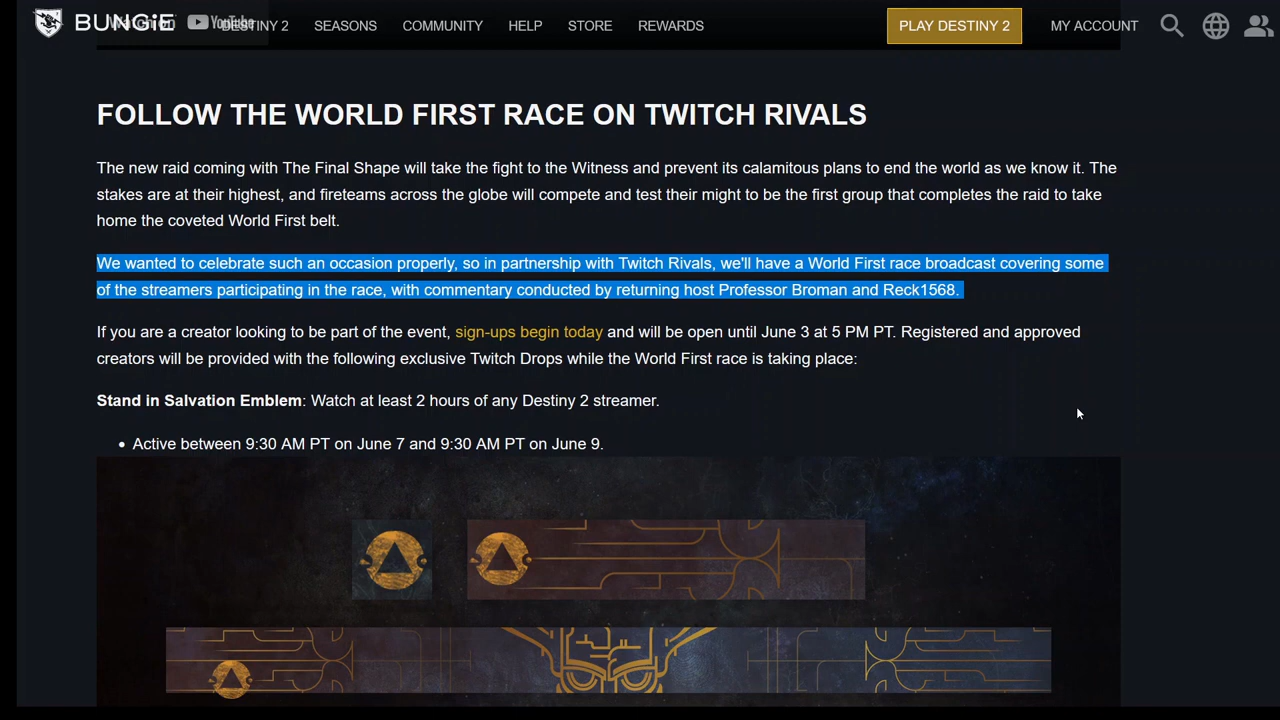 BUNGiE
Watch on YouTube
DESTINY 2 SEASONS COMMUNITY HELP STORE REWARDS PLAY DESTINY 2 MY ACCOUNT
FOLLOW THE WORLD FIRST RACE ON TWITCH RIVALS
The new raid coming with The Final Shape will take the fight to the Witness and prevent its calamitous plans to end the world as we know it. The
stakes are at their highest, and fireteams across the globe will compete and test their might to be the first group that completes the raid to take
home the coveted World First belt.
We wanted to celebrate such an occasion properly, so in partnership with Twitch Rivals, we'll have a World First race broadcast covering some
of the streamers participating in the race, with commentary conducted by returning host Professor Broman and Reck1568.
If you are a creator looking to be part of the event, sign-ups begin today and will be open until June 3 at 5 PM PT. Registered and approved
creators will be provided with the following exclusive Twitch Drops while the World First race is taking place:
Stand in Salvation Emblem: Watch at least 2 hours of any Destiny 2 streamer.
• Active between 9:30 AM PT on June 7 and 9:30 AM PT on June 9.